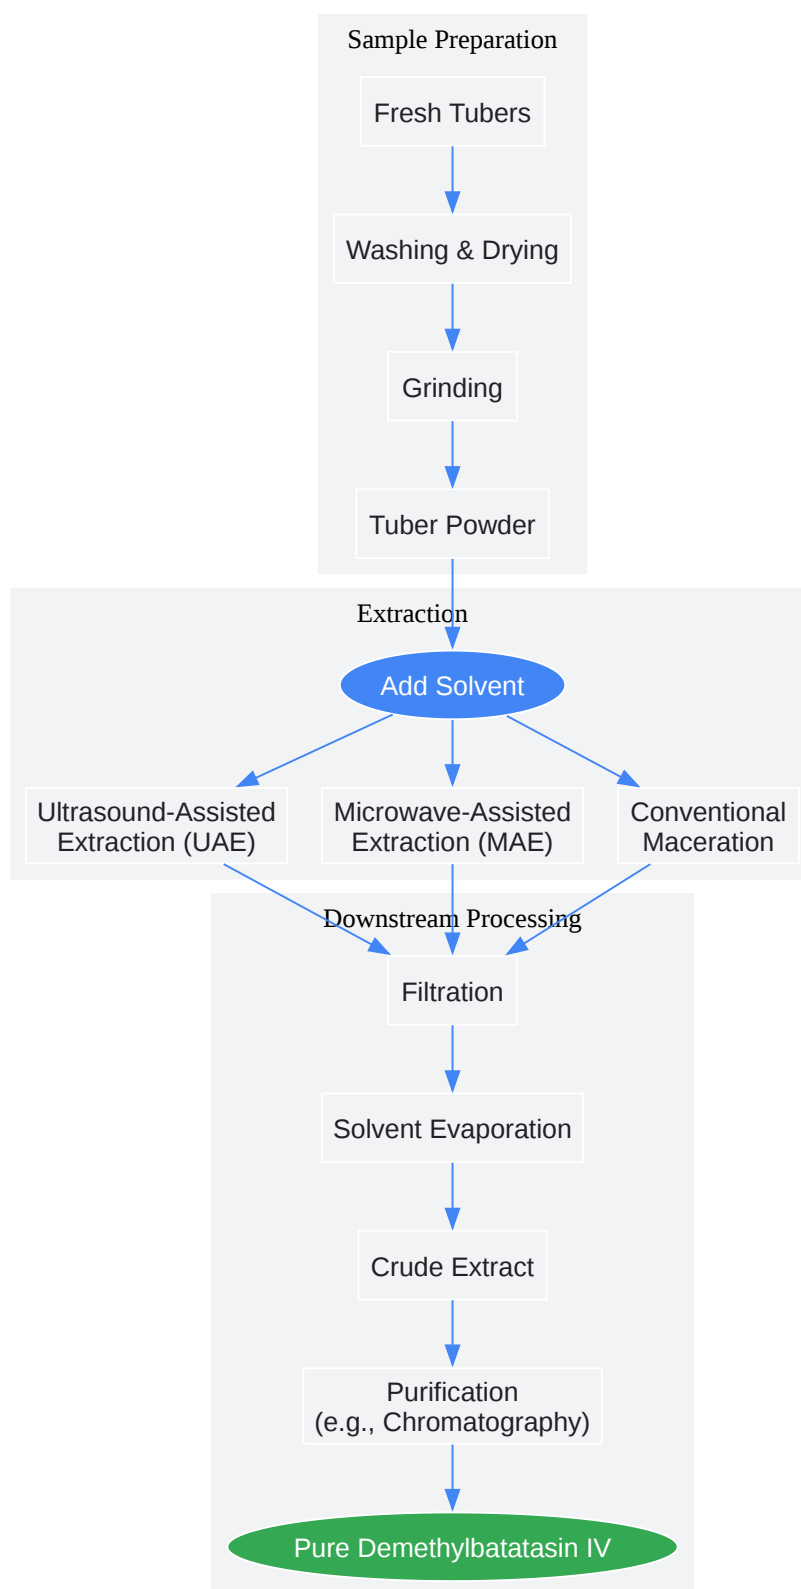 Sample Preparation
Fresh Tubers
Washing & Drying
Grinding
Tuber Powder
Extraction
Add Solvent
Ultrasound-Assisted
Extraction (UAE)
Microwave-Assisted
Extraction (MAE)
Conventional
Maceration
Downstream Processing
Filtration
Solvent Evaporation
Crude Extract
Purification
(e.g., Chromatography)
Pure Demethylbatatasin IV